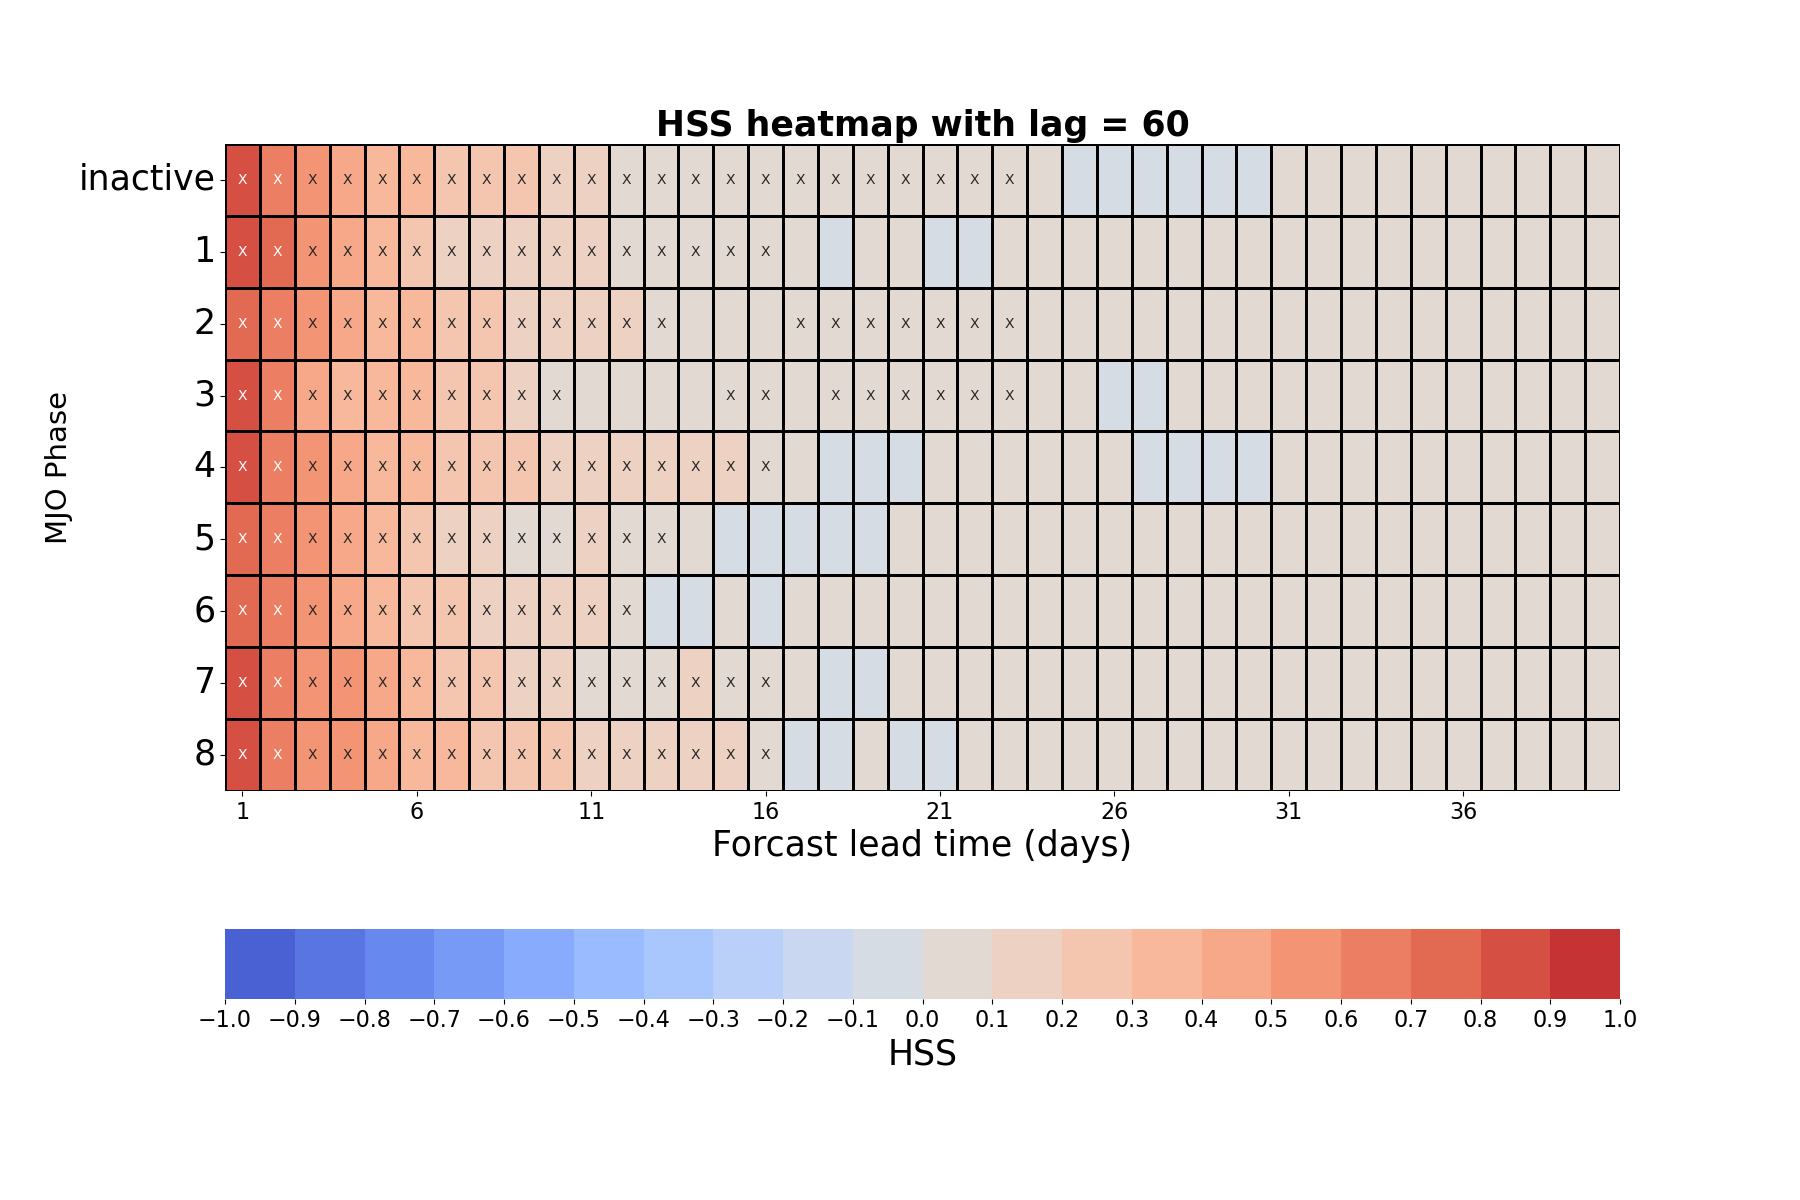 HSS heatmap with lag = 60
inactive x x x x x x x x x x x x x x x x x x x x x x x
1 x x x x x x x x x x x x x x x x
2 x x x x x x x x x x x x x x x x x x x x
3 x x x x x x x x x x x x x x x x x x
4 x x x x x x x x x x x x x x x x
5 x x x x x x x x x x x x x
6 x x x x x x x x x x x x
7 x x x x x x x x x x x x x x x x
8 x x x x x x x x x x x x x x x x
MJO Phase
1 6 11 16 21 26 31 36
Forcast lead time (days)
−1.0 −0.9 −0.8 −0.7 −0.6 −0.5 −0.4 −0.3 −0.2 −0.1 0.0 0.1 0.2 0.3 0.4 0.5 0.6 0.7 0.8 0.9 1.0
HSS